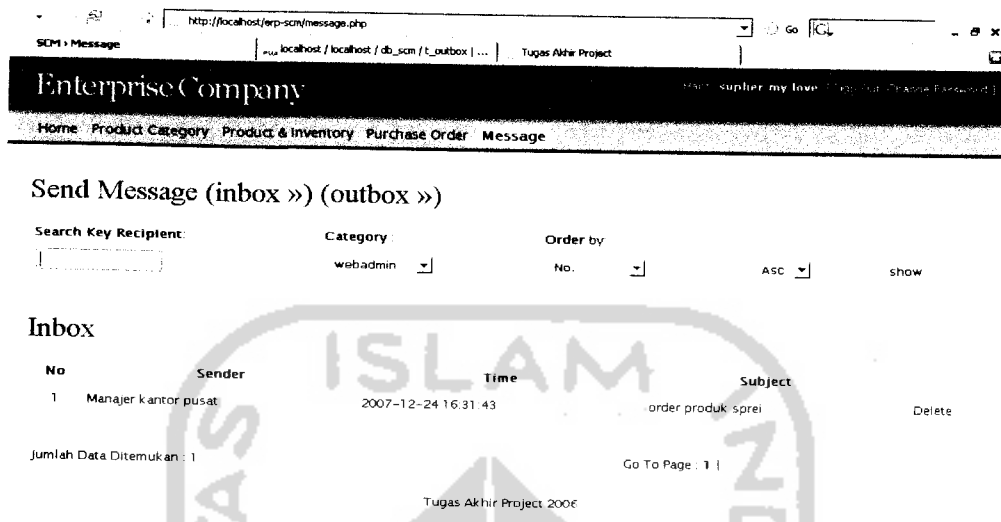 http://localhost/erp-scm/message.php Go
SCM › Message localhost / localhost / db_scm / t_outbox | ... Tugas Akhir Project
Enterprise Company supher my love
Home Product Category Product & Inventory Purchase Order Message
Send Message (inbox ») (outbox »)
Search Key Recipient: Category : Order by
webadmin No. Asc show
Inbox
No Sender Time Subject
1 Manajer kantor pusat 2007-12-24 16:31:43 order produk sprei Delete
Jumlah Data Ditemukan : 1 Go To Page : 1 |
Tugas Akhir Project 2006
ISLAM